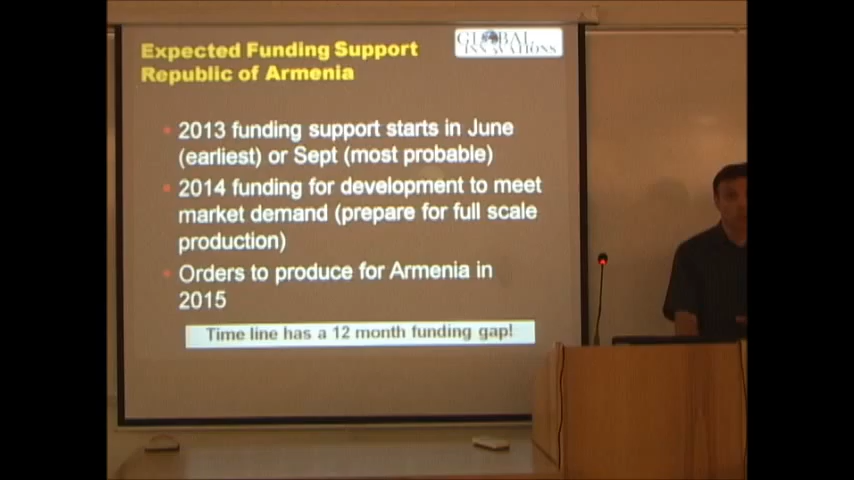 Expected Funding Support
Republic of Armenia
GLOBAL
INNOVATIONS
• 2013 funding support starts in June
(earliest) or Sept (most probable)
• 2014 funding for development to meet
market demand (prepare for full scale
production)
• Orders to produce for Armenia in
2015
Time line has a 12 month funding gap!